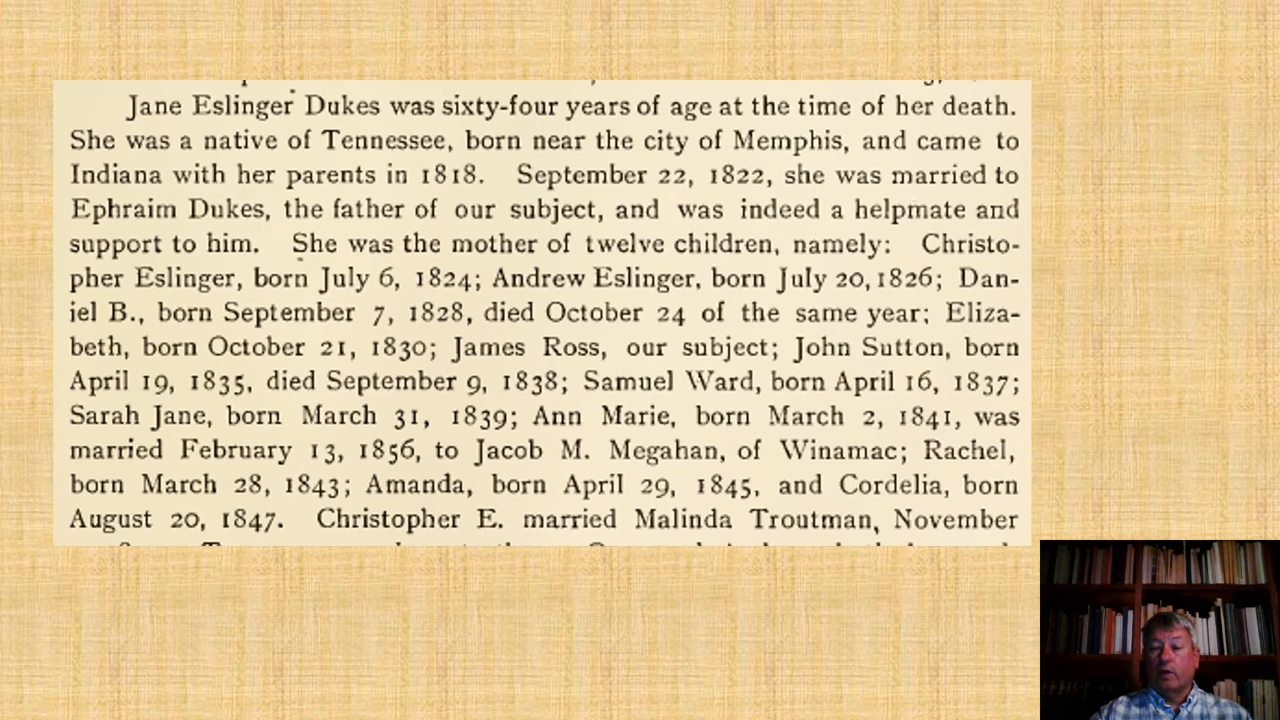 Jane Eslinger Dukes was sixty-four years of age at the time of her death.
She was a native of Tennessee, born near the city of Memphis, and came to
Indiana with her parents in 1818. September 22, 1822, she was married to
Ephraim Dukes, the father of our subject, and was indeed a helpmate and
support to him. She was the mother of twelve children, namely: Christo-
pher Eslinger, born July 6, 1824; Andrew Eslinger, born July 20, 1826; Dan-
iel B., born September 7, 1828, died October 24 of the same year; Eliza-
beth, born October 21, 1830; James Ross, our subject; John Sutton, born
April 19, 1835, died September 9, 1838; Samuel Ward, born April 16, 1837;
Sarah Jane, born March 31, 1839; Ann Marie, born March 2, 1841, was
married February 13, 1856, to Jacob M. Megahan, of Winamac; Rachel,
born March 28, 1843; Amanda, born April 29, 1845, and Cordelia, born
August 20, 1847. Christopher E. married Malinda Troutman, November